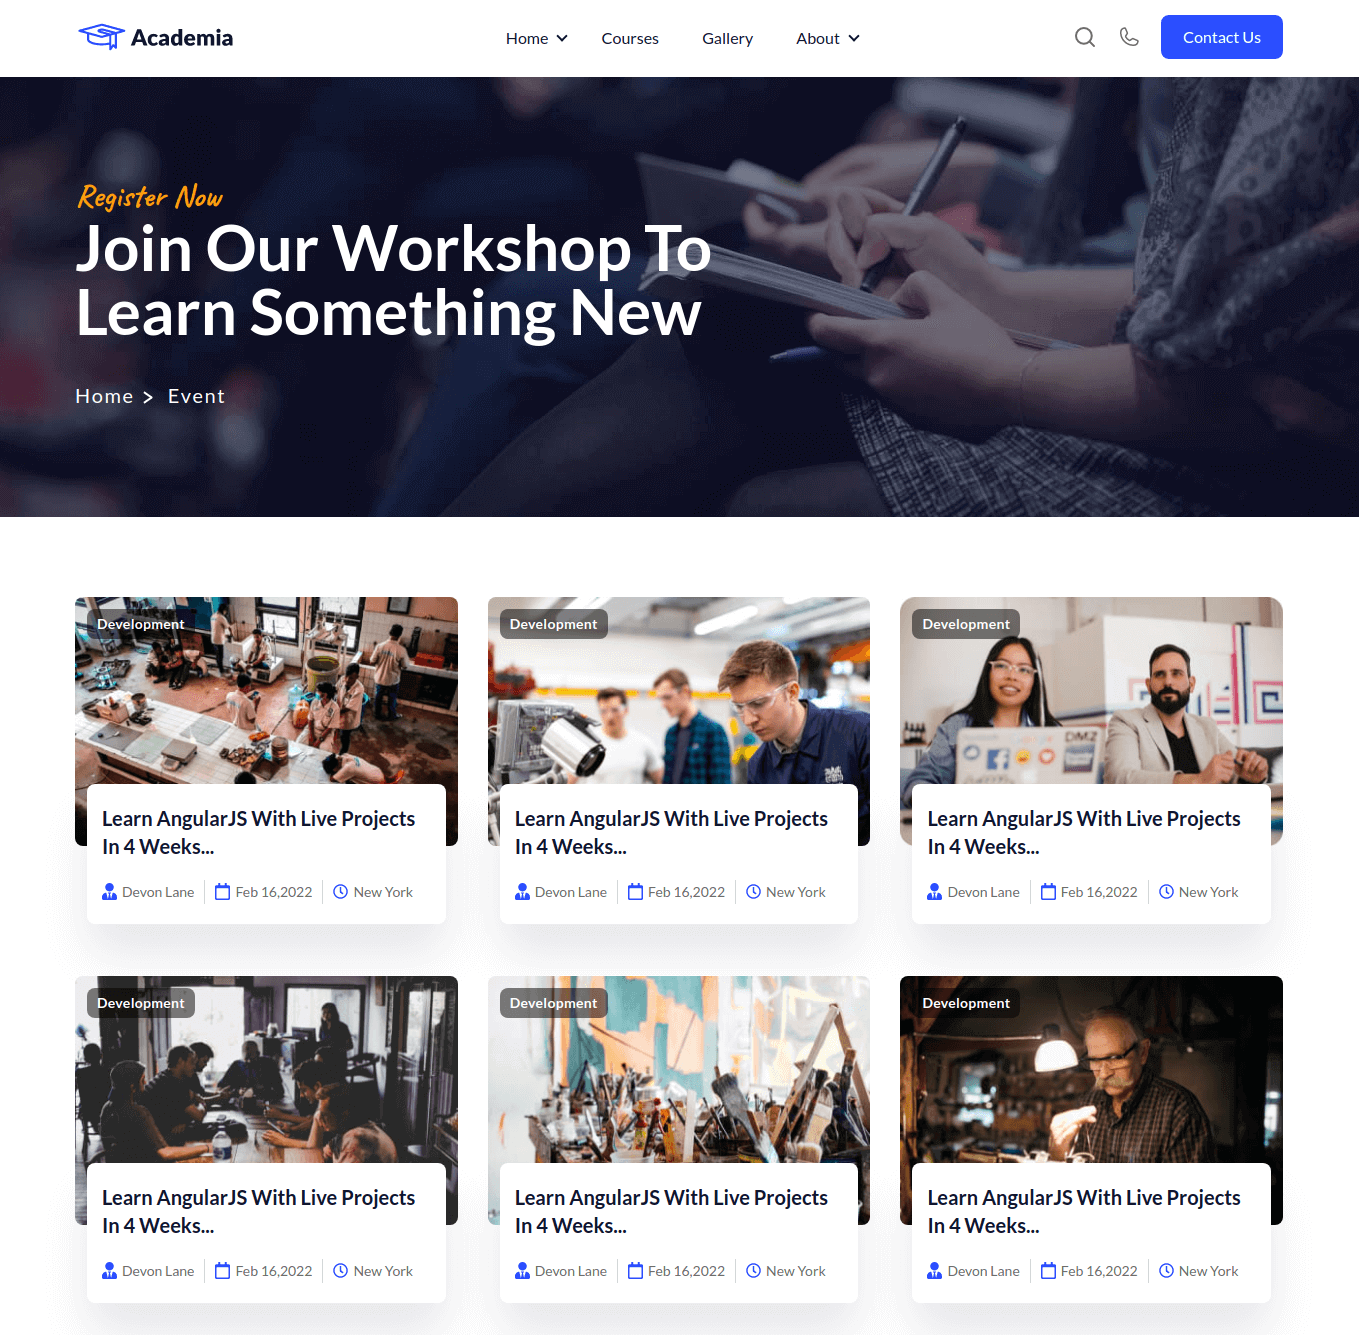 Academia
Home
Courses
Gallery
About
Contact Us
Register Now
Join Our Workshop To
Learn Something New
Home > Event
Development
Learn AngularJS With Live Projects
In 4 Weeks...
Devon Lane
Feb 16,2022
New York
Development
Learn AngularJS With Live Projects
In 4 Weeks...
Devon Lane
Feb 16,2022
New York
Development
DMZ
Learn AngularJS With Live Projects
In 4 Weeks...
Devon Lane
Feb 16,2022
New York
Development
Learn AngularJS With Live Projects
In 4 Weeks...
Devon Lane
Feb 16,2022
New York
Development
Learn AngularJS With Live Projects
In 4 Weeks...
Devon Lane
Feb 16,2022
New York
Development
Learn AngularJS With Live Projects
In 4 Weeks...
Devon Lane
Feb 16,2022
New York